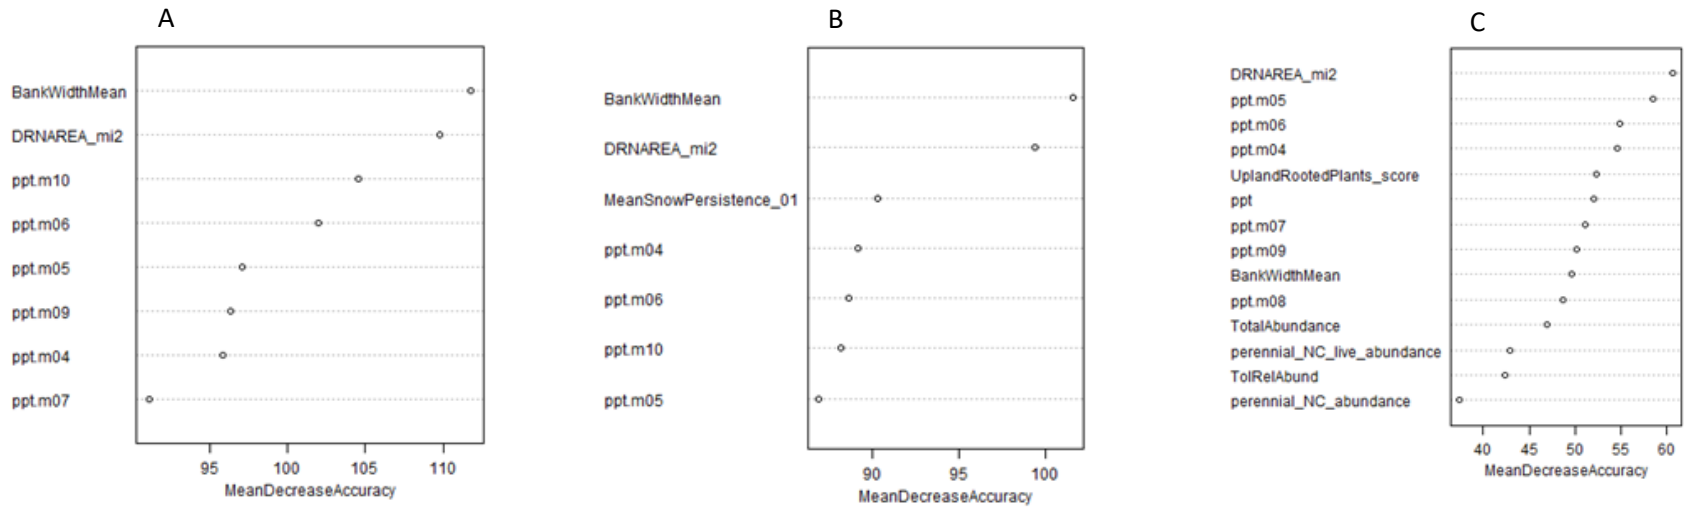 A
BankWidthMean
DRNAREA_mi2
ppt.m10
ppt.m06
ppt.m05
ppt.m09
ppt.m04
ppt.m07
95 100 105 110
MeanDecreaseAccuracy
B
BankWidthMean
DRNAREA_mi2
MeanSnowPersistence_01
ppt.m04
ppt.m06
ppt.m10
ppt.m05
90 95 100
MeanDecreaseAccuracy
C
DRNAREA_mi2
ppt.m05
ppt.m06
ppt.m04
UplandRootedPlants_score
ppt
ppt.m07
ppt.m09
BankWidthMean
ppt.m08
TotalAbundance
perennial_NC_live_abundance
TolRelAbund
perennial_NC_abundance
40 45 50 55 60
MeanDecreaseAccuracy